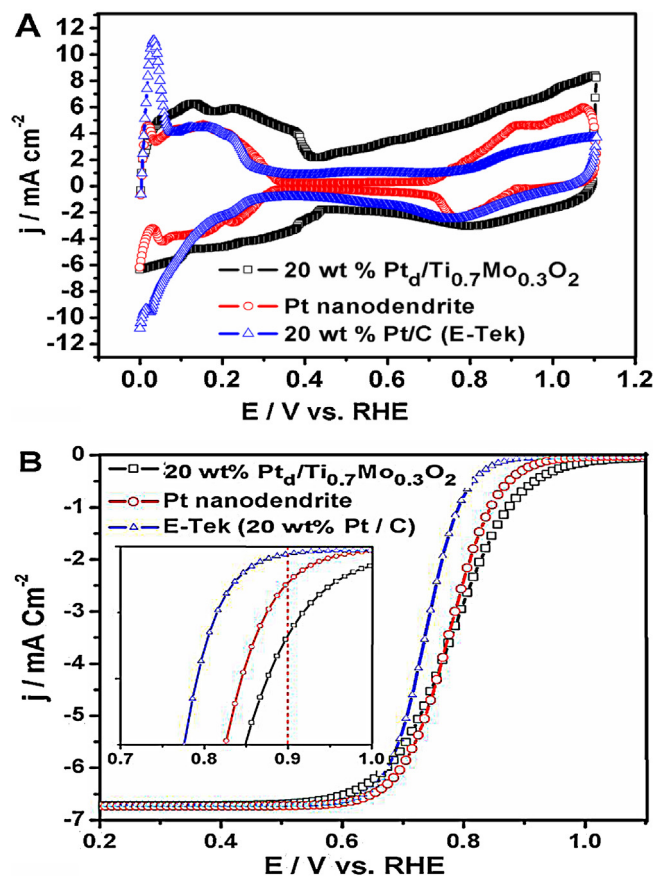 A
12
10
8
6
4
2
0
-2
-4
-6
-8
-10
-12
j / mA cm⁻²
20 wt % Pt_d/Ti₀.₇Mo₀.₃O₂
Pt nanodendrite
20 wt % Pt/C (E-Tek)
0.0 0.2 0.4 0.6 0.8 1.0 1.2
E / V vs. RHE
B
0
-1
-2
-3
-4
-5
-6
-7
j / mA Cm⁻²
20 wt% Pt_d/Ti₀.₇Mo₀.₃O₂
Pt nanodendrite
E-Tek (20 wt% Pt / C)
0.7 0.8 0.9 1.0
0.2 0.4 0.6 0.8 1.0
E / V vs. RHE